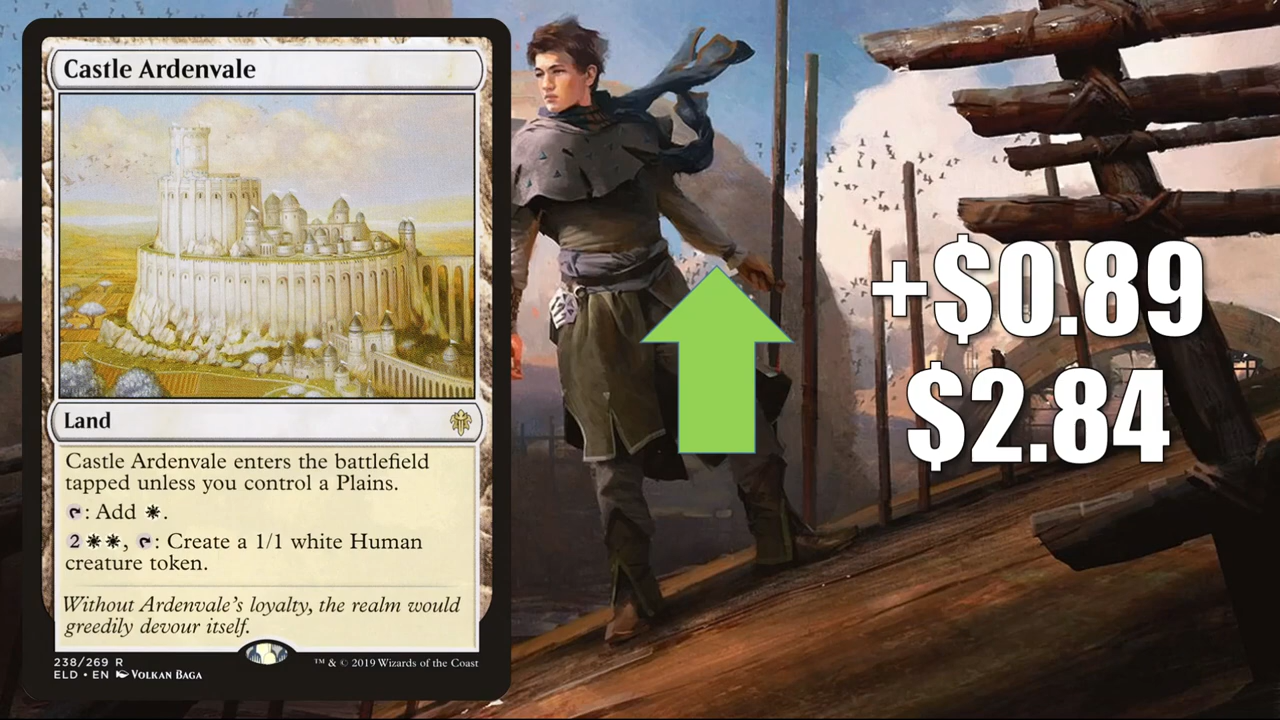 Castle Ardenvale
Land
Castle Ardenvale enters the battlefield
tapped unless you control a Plains.
: Add .
2 , : Create a 1/1 white Human
creature token.
Without Ardenvale's loyalty, the realm would
greedily devour itself.
238/269 R
ELD • EN VOLKAN BAGA
™ & © 2019 Wizards of the Coast
+$0.89
$2.84